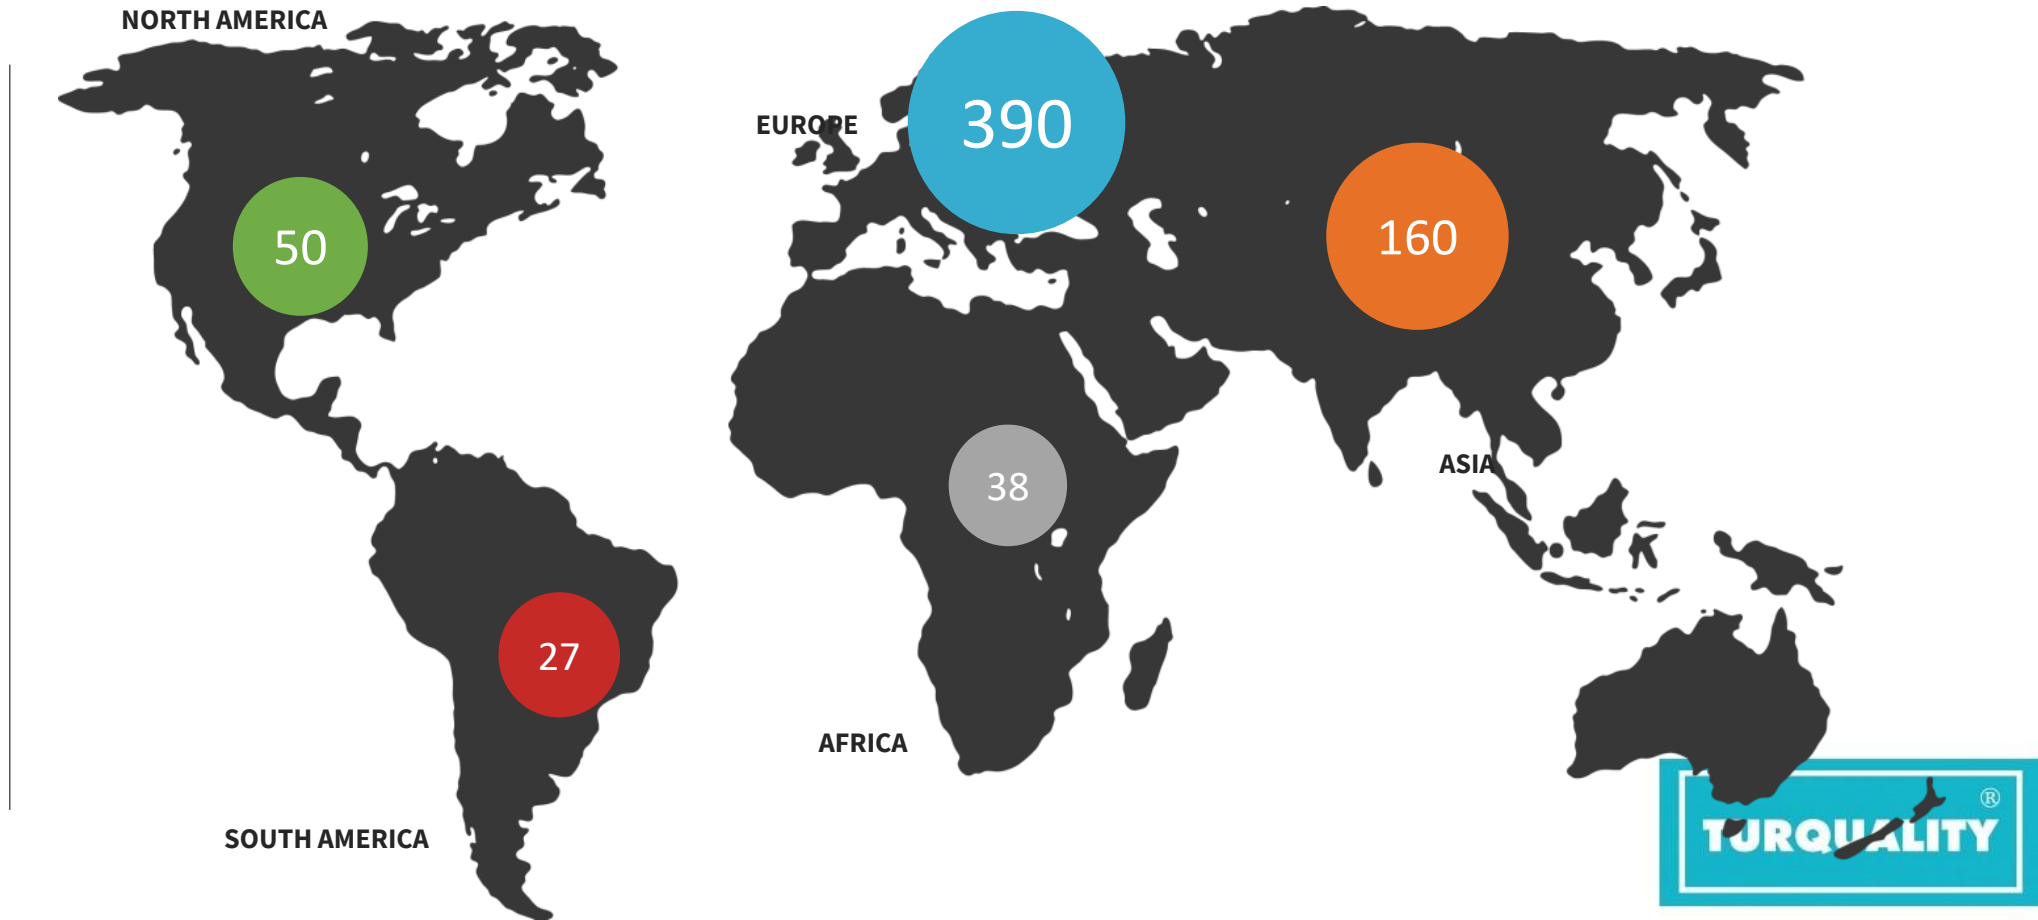 NORTH AMERICA
EUROPE
390
50
160
ASIA
38
27
AFRICA
SOUTH AMERICA
®
TURQUALITY